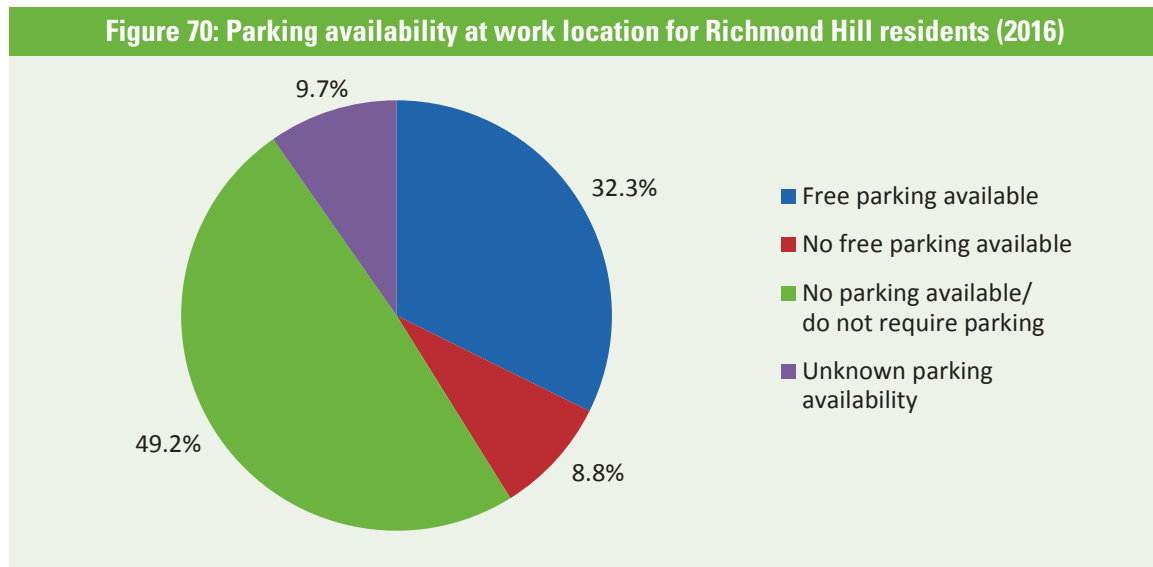 Figure 70: Parking availability at work location for Richmond Hill residents (2016)
9.7%
32.3%
49.2%
8.8%
Free parking available
No free parking available
No parking available/
do not require parking
Unknown parking
availability